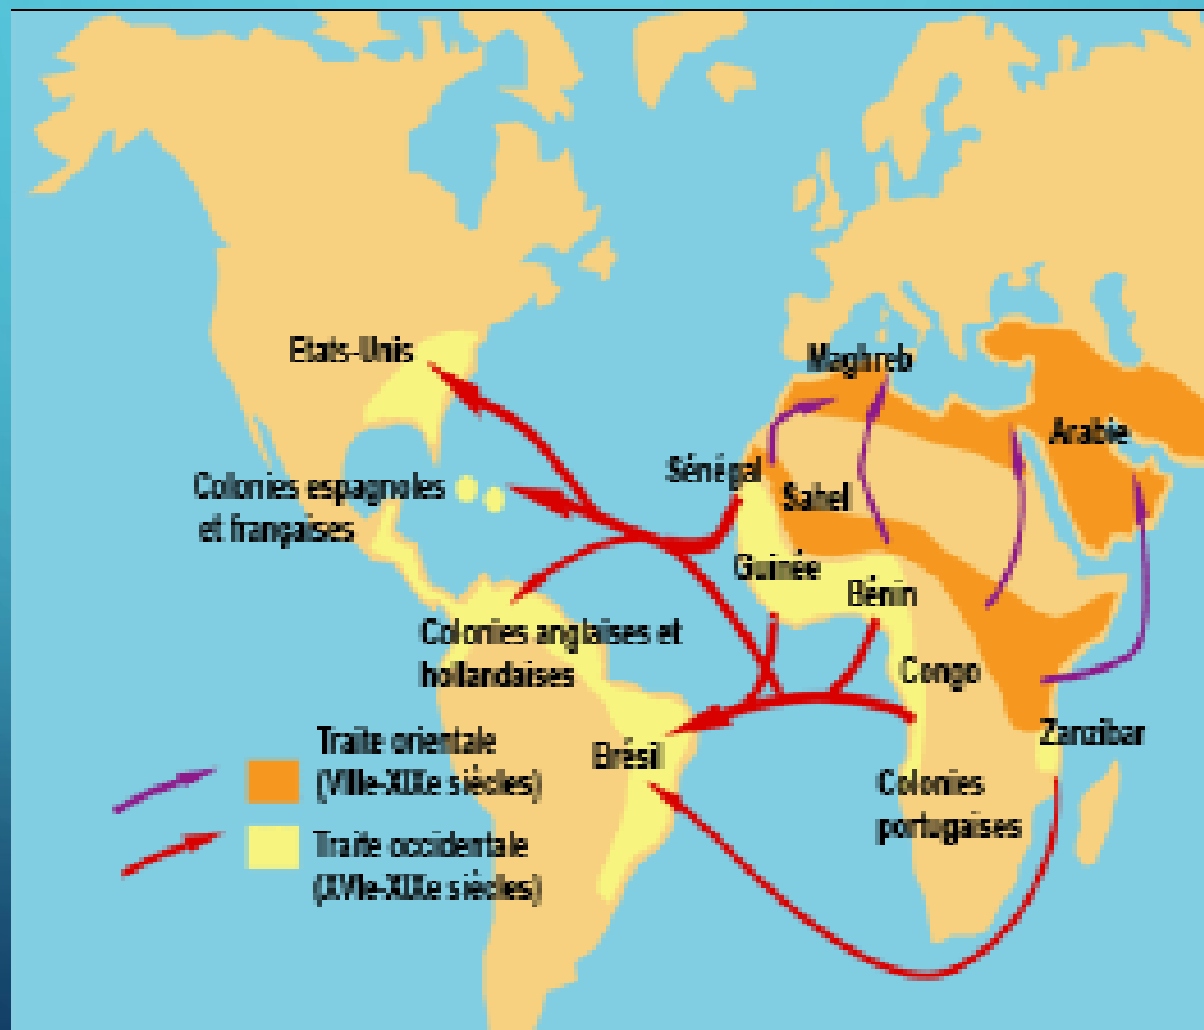 Etats-Unis
Maghreb
Arabie
Sénégal
Colonies espagnoles
et françaises
Sahel
Guinée
Bénin
Colonies anglaises et
hollandaises
Congo
Zanzibar
Brésil
Colonies
portugaises
Traite orientale
(VIIe-XIXe siècles)
Traite occidentale
(XVIe-XIXe siècles)